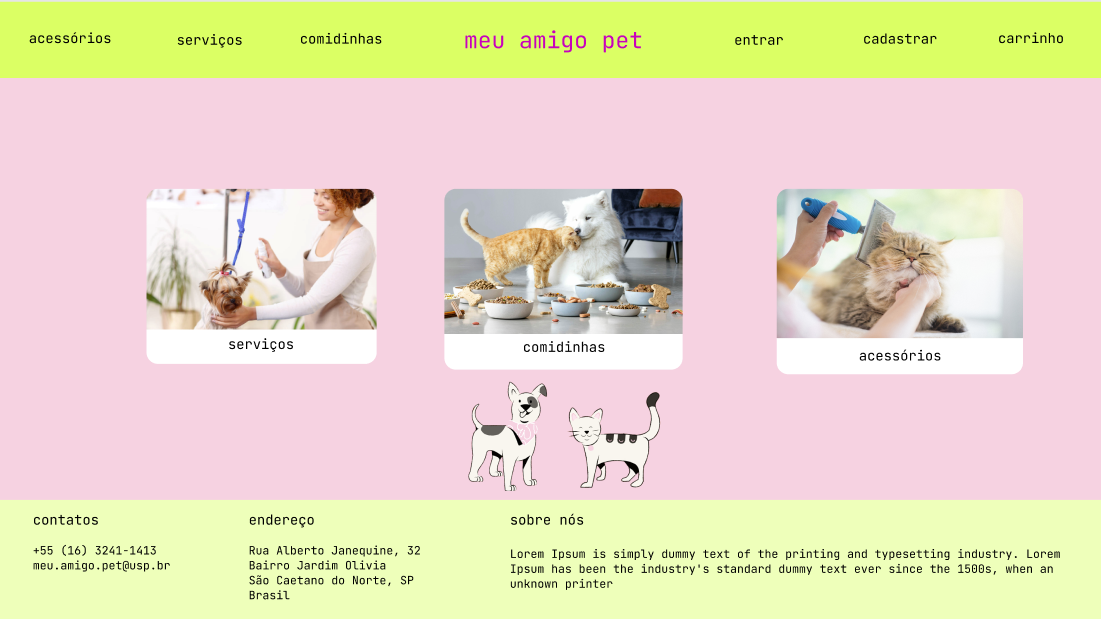 acessórios
serviços
comidinhas
meu amigo pet
entrar
cadastrar
carrinho
serviços
comidinhas
acessórios
contatos
+55 (16) 3241-1413
meu.amigo.pet@usp.br
endereço
Rua Alberto Janequine, 32
Bairro Jardim Olivia
São Caetano do Norte, SP
Brasil
sobre nós
Lorem Ipsum is simply dummy text of the printing and typesetting industry. Lorem
Ipsum has been the industry's standard dummy text ever since the 1500s, when an
unknown printer